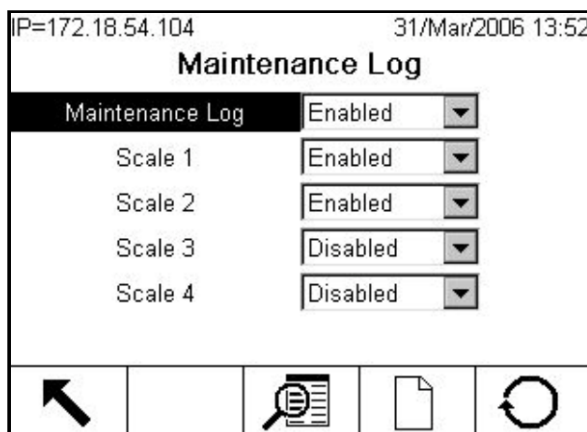 IP=172.18.54.104 31/Mar/2006 13:52
Maintenance Log
Maintenance Log Enabled
Scale 1 Enabled
Scale 2 Enabled
Scale 3 Disabled
Scale 4 Disabled